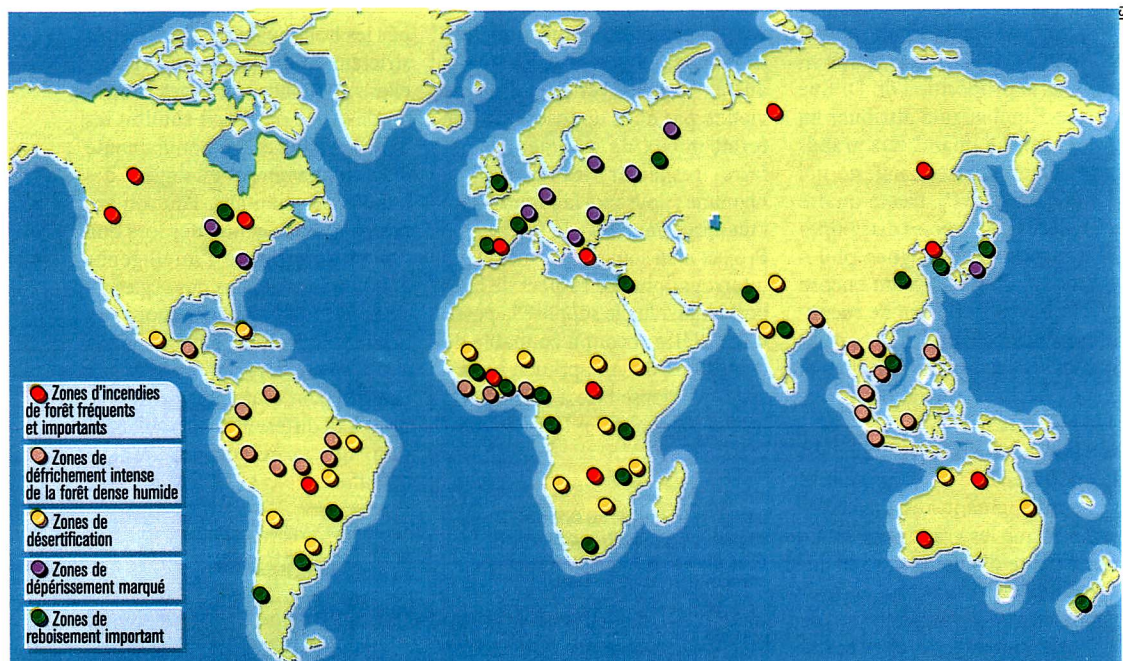 Zones d'incendies
de forêt fréquents
et importants
Zones de
défrichement intense
de la forêt dense humide
Zones de
désertification
Zones de
dépérissement marqué
Zones de
reboisement important